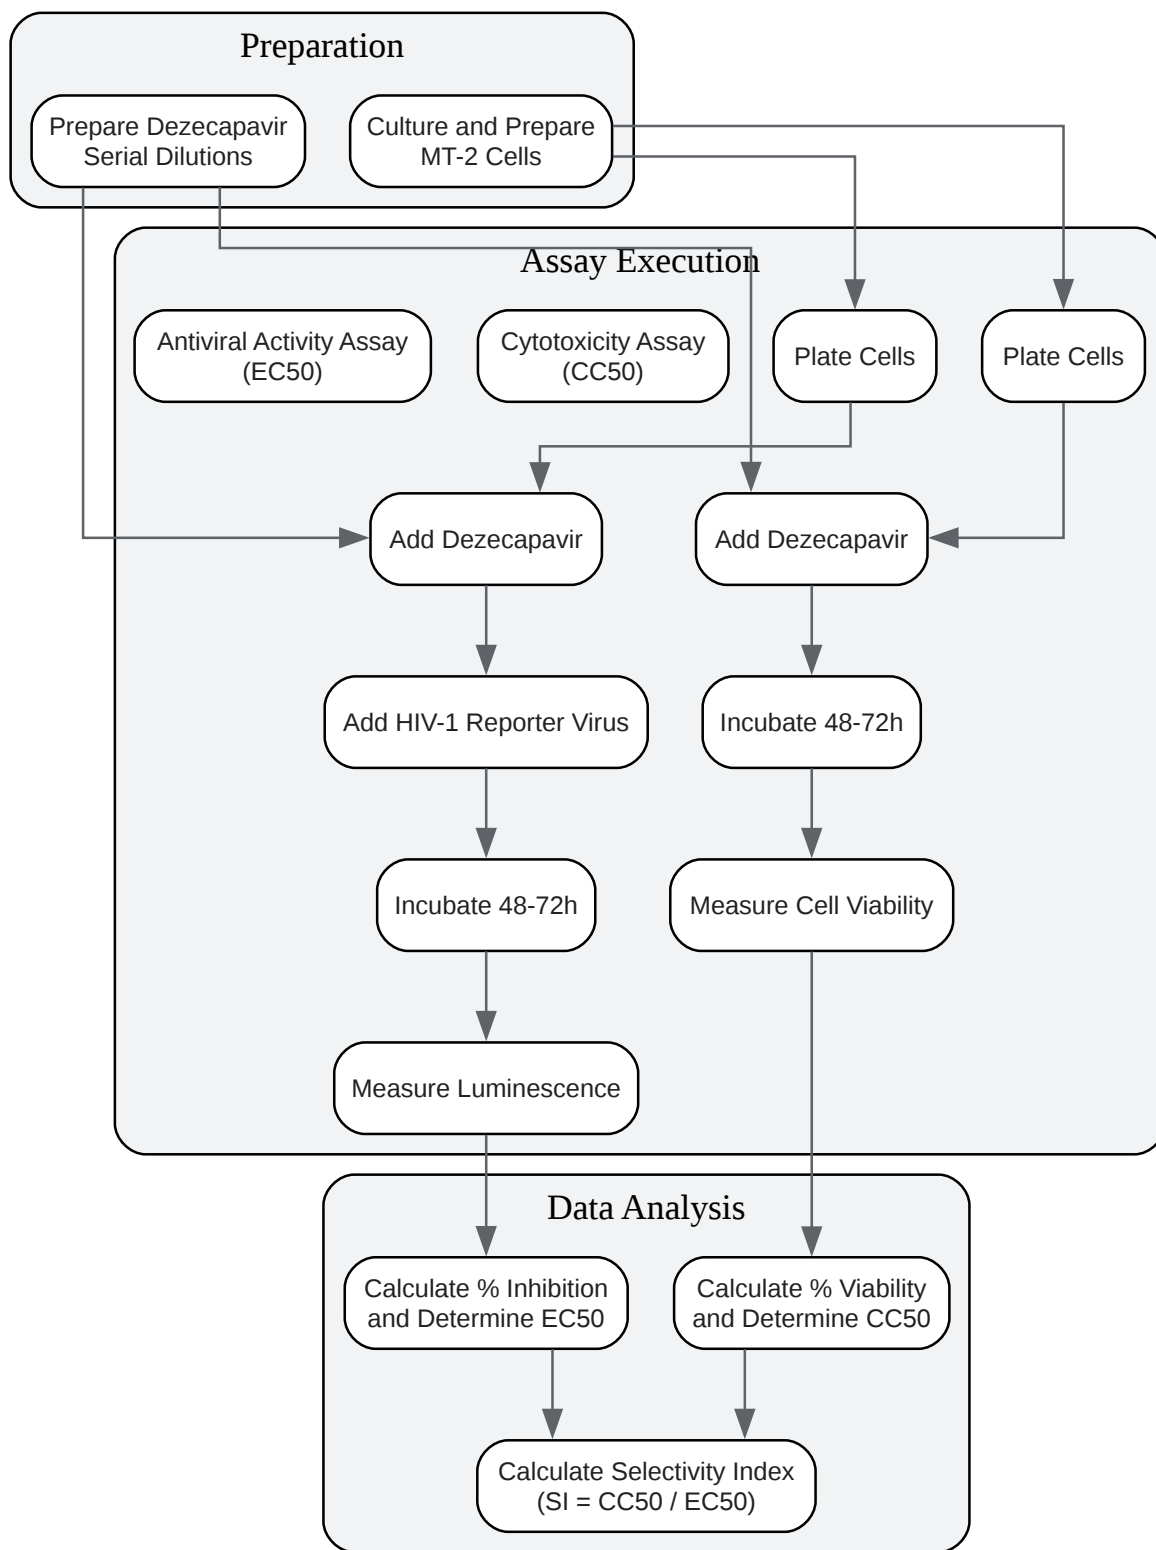 Preparation
Prepare Dezecapavir
Serial Dilutions
Culture and Prepare
MT-2 Cells
Assay Execution
Antiviral Activity Assay
(EC50)
Cytotoxicity Assay
(CC50)
Plate Cells
Plate Cells
Add Dezecapavir
Add Dezecapavir
Add HIV-1 Reporter Virus
Incubate 48-72h
Incubate 48-72h
Measure Cell Viability
Measure Luminescence
Data Analysis
Calculate % Inhibition
and Determine EC50
Calculate % Viability
and Determine CC50
Calculate Selectivity Index
(SI = CC50 / EC50)